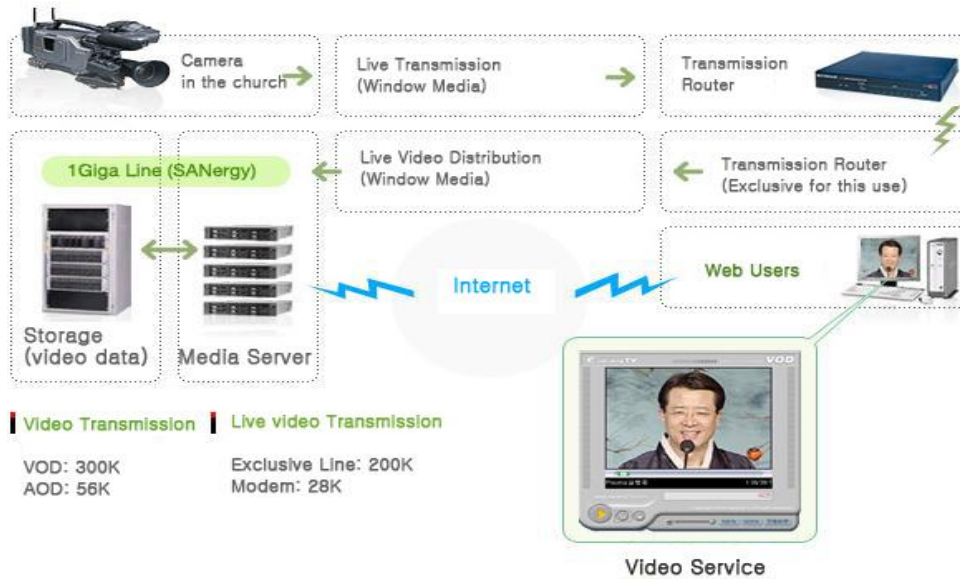 Camera
in the church
Live Transmission
(Window Media)
Transmission
Router
1Giga Line (SANergy)
Live Video Distribution
(Window Media)
Transmission Router
(Exclusive for this use)
Web Users
Internet
Storage
(video data)
Media Server
Video Transmission
VOD: 300K
AOD: 56K
Live video Transmission
Exclusive Line: 200K
Modem: 28K
VOD
Video Service